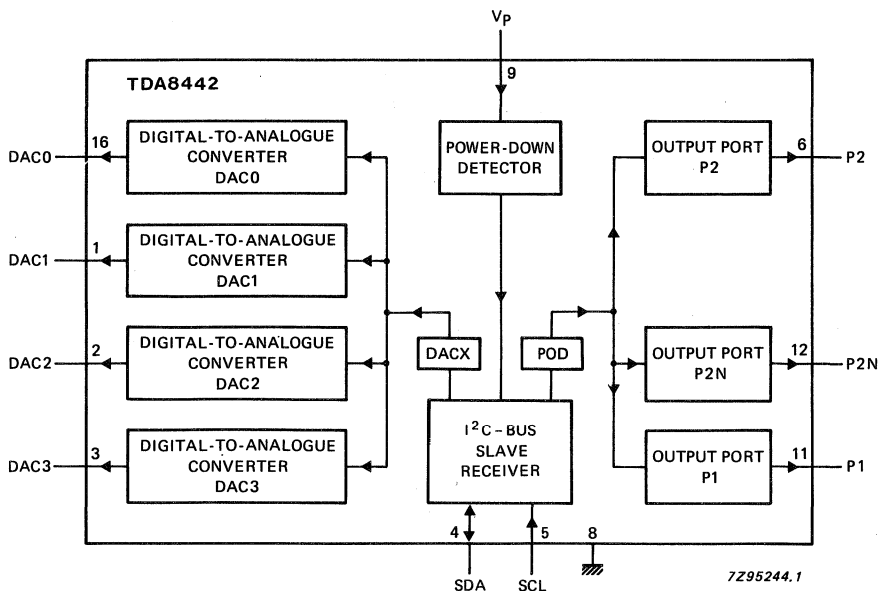 VP
9
TDA8442
16
DAC0
DIGITAL-TO-ANALOGUE
CONVERTER
DAC0
POWER-DOWN
DETECTOR
OUTPUT PORT
P2
6
P2
1
DAC1
DIGITAL-TO-ANALOGUE
CONVERTER
DAC1
2
DAC2
DIGITAL-TO-ANALOGUE
CONVERTER
DAC2
DACX
POD
OUTPUT PORT
P2N
12
P2N
3
DAC3
DIGITAL-TO-ANALOGUE
CONVERTER
DAC3
I²C-BUS
SLAVE
RECEIVER
OUTPUT PORT
P1
11
P1
4
5
8
SDA
SCL
7Z95244.1